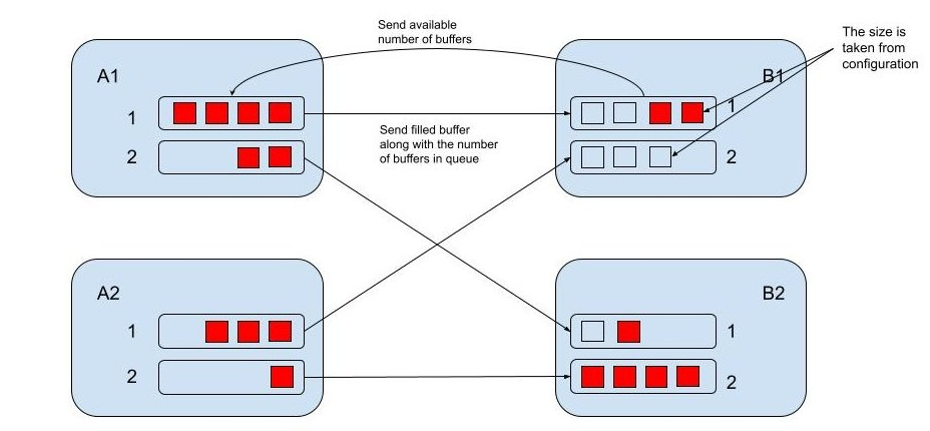 Send available
number of buffers
The size is
taken from
configuration
A1
B1
1
1
Send filled buffer
along with the number
of buffers in queue
2
2
A2
B2
1
1
2
2